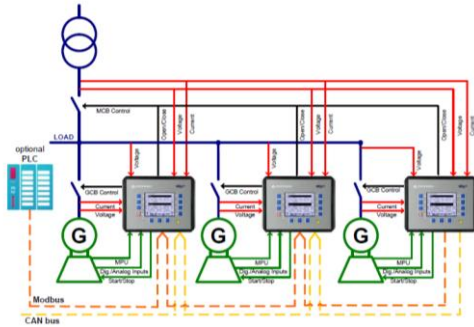 MCB Control
Open/Close
Voltage
Current
Open/Close
Voltage
Current
Open/Close
Voltage
Current
LOAD
optional
PLC
Voltage
Voltage
Voltage
GCB Control
GCB Control
GCB Control
Current
Voltage
Current
Voltage
Current
Voltage
G
G
G
MPU
Dig./Analog Inputs
Start/Stop
MPU
Dig./Analog Inputs
Start/Stop
MPU
Dig./Analog Inputs
Start/Stop
Modbus
CAN bus